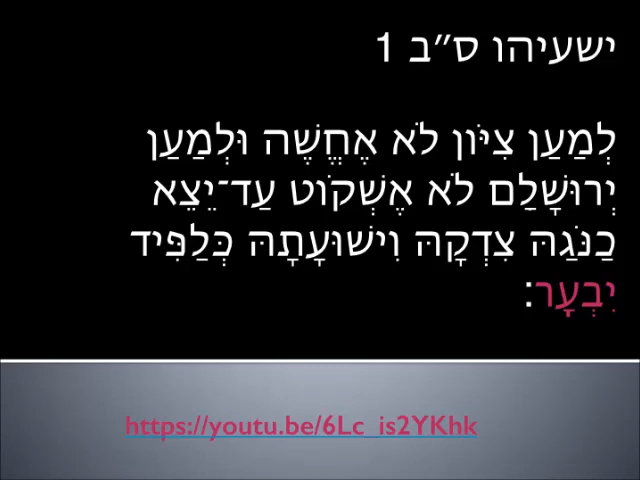 ישעיהו ס״ב 1
לְמַעַן צִיּוֹן לֹא אֶחֱשֶׁה וּלְמַעַן
יְרוּשָׁלַ‍ִם לֹא אֶשְׁקוֹט עַד־יֵצֵא
כַנֹּגַהּ צִדְקָהּ וִישׁוּעָתָהּ כְּלַפִּיד
יִבְעָר:
https://youtu.be/6Lc_is2YKhk